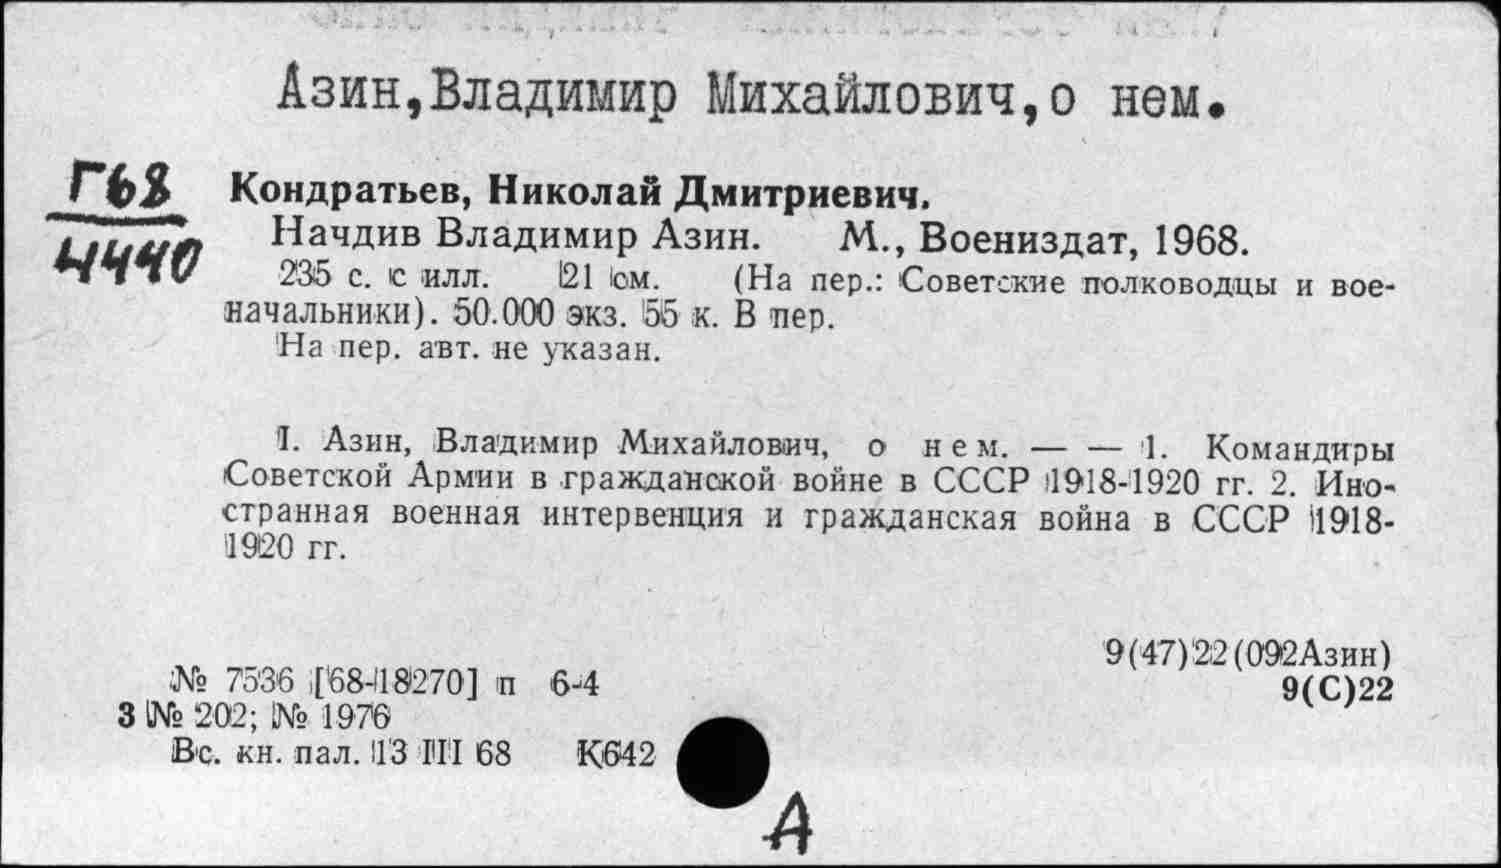 Азин,Владимир Михайлович,о нем.
Г68
4440
Кондратьев, Николай Дмитриевич.
Начдив Владимир Азин. М., Воениздат, 1968.
235 с. с илл. 21 см. (На пер.: Советские полководцы и вое-
начальники). 50.000 экз. 55 к. В пер.
На пер. авт. не указан.
I. Азин, Владимир Михайлович, о нем. — — 1. Командиры
Советской Армии в гражданской войне в СССР 1918-1920 гг. 2. Ино-
странная военная интервенция и гражданская война в СССР 1918-
1920 гг.
9(47)22(092Азин)
9(С)22
№ 7536 [68-18270] п 6-4
З № 202; № 1976
Вс. кн. пал. 13 III 68 К642
А